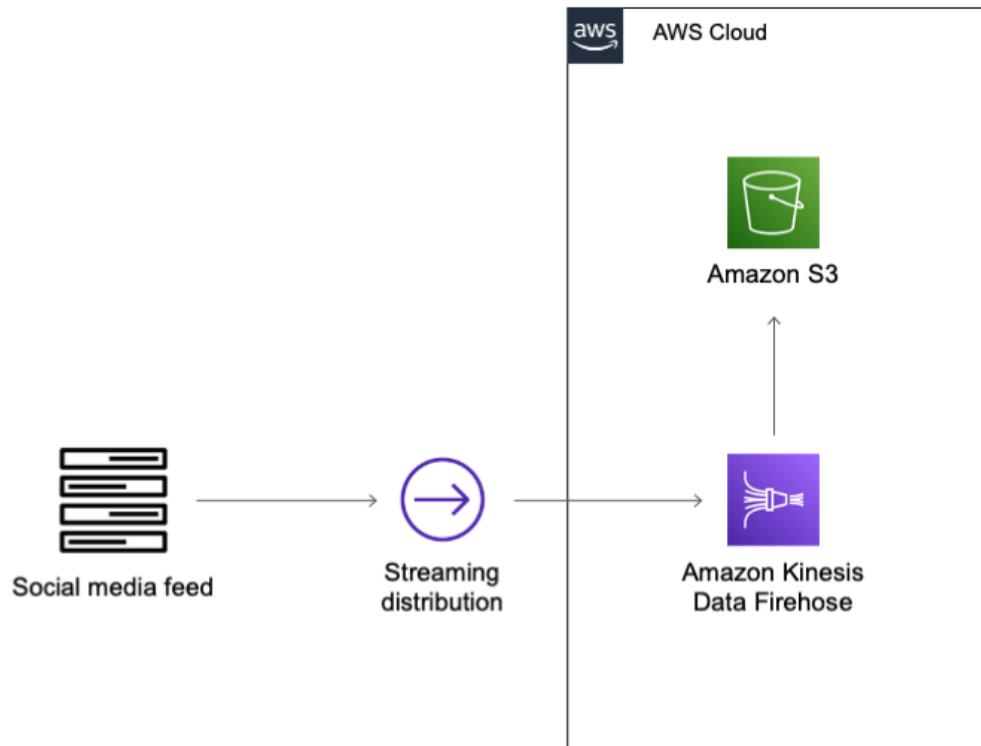 aws
AWS Cloud
Amazon S3
Social media feed
Streaming
distribution
Amazon Kinesis
Data Firehose